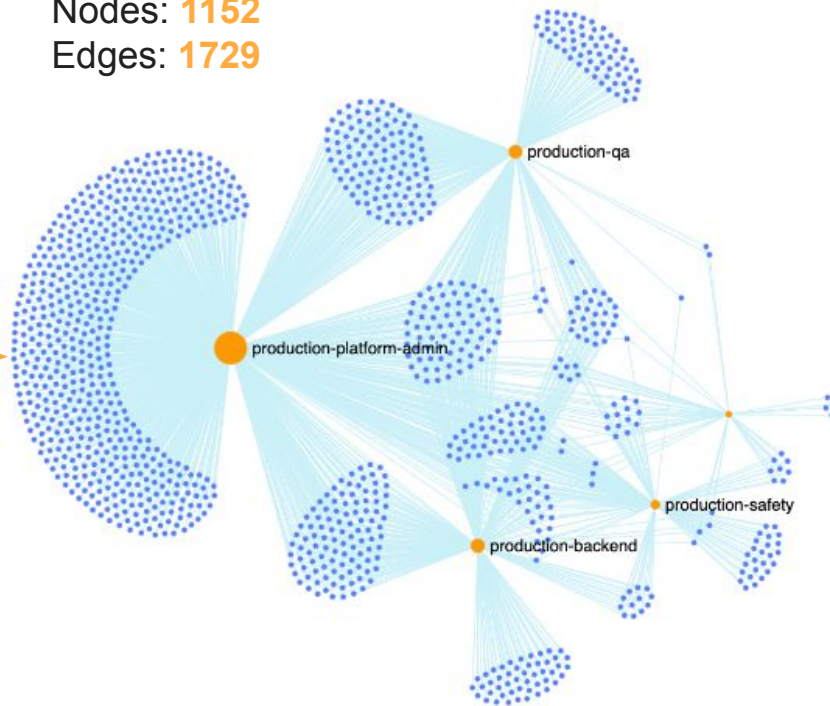 Nodes: 1152
Edges: 1729
production-qa
production-platform-admin
production-safety
production-backend